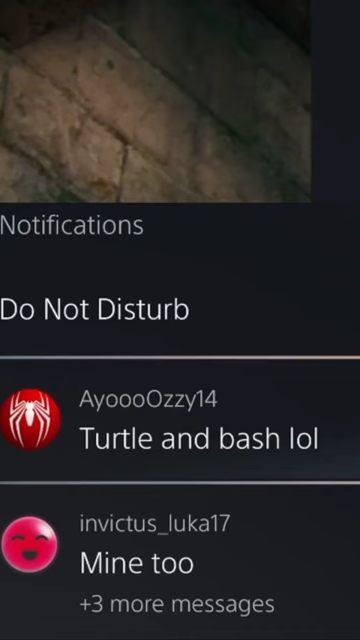 Notifications
Do Not Disturb
AyoooOzzy14
Turtle and bash lol
invictus_luka17
Mine too
+3 more messages